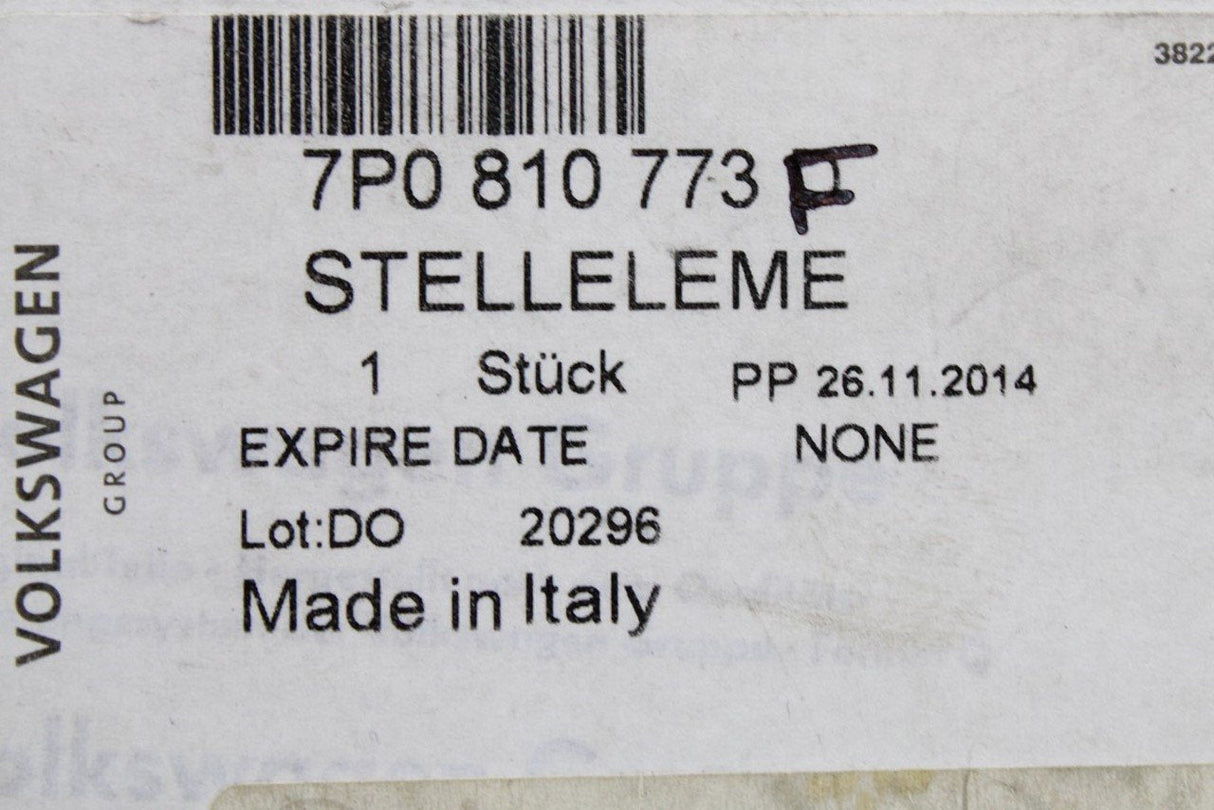 3822
7P0 810 773 F
STELLELEME
1 Stück PP 26.11.2014
EXPIRE DATE NONE
Lot:DO 20296
Made in Italy
VOLKSWAGEN
GROUP